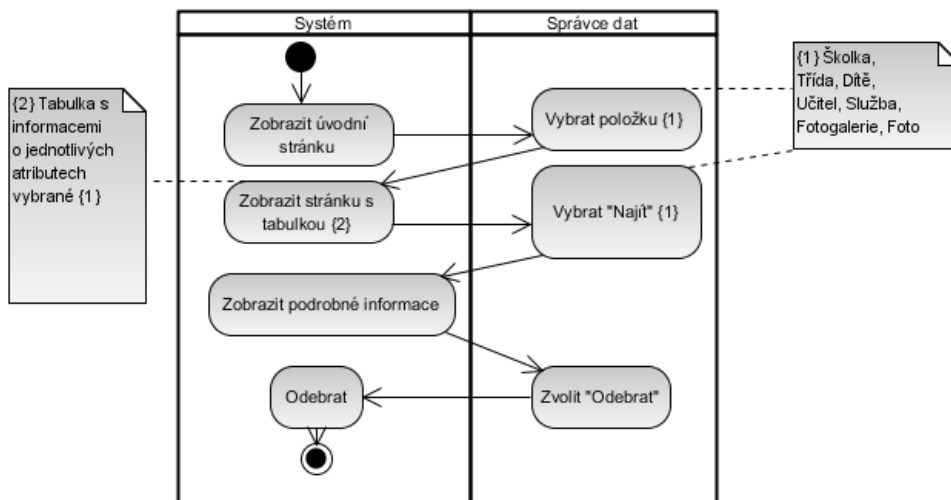 Systém
Správce dat
{1} Školka,
Třída, Dítě,
Učitel, Služba,
Fotogalerie, Foto
{2} Tabulka s
informacemi
o jednotlivých
atributech
vybrané {1}
Zobrazit úvodní
stránku
Vybrat položku {1}
Zobrazit stránku s
tabulkou {2}
Vybrat "Najít" {1}
Zobrazit podrobné informace
Odebrat
Zvolit "Odebrat"